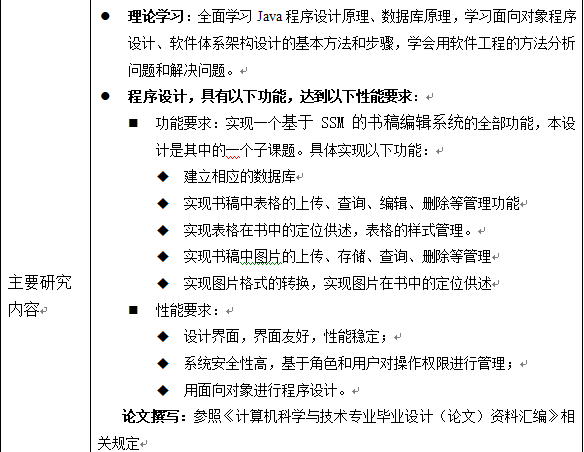 ● 理论学习：全面学习 Java 程序设计原理、数据库原理，学习面向对象程序
设计、软件体系架构设计的基本方法和步骤，学会用软件工程的方法分析
问题和解决问题。
● 程序设计，具有以下功能，达到以下性能要求：
■ 功能要求：实现一个基于 SSM 的书稿编辑系统的全部功能，本设
计是其中的一个子课题。具体实现以下功能：
◆ 建立相应的数据库
◆ 实现书稿中表格的上传、查询、编辑、删除等管理功能
◆ 实现表格在书中的定位供述，表格的样式管理。
◆ 实现书稿中图片的上传、存储、查询、删除等管理
◆ 实现图片格式的转换，实现图片在书中的定位供述
■ 性能要求：
◆ 设计界面，界面友好，性能稳定；
◆ 系统安全性高，基于角色和用户对操作权限进行管理；
◆ 用面向对象进行程序设计。
论文撰写：参照《计算机科学与技术专业毕业设计（论文）资料汇编》相
关规定
主要研究
内容